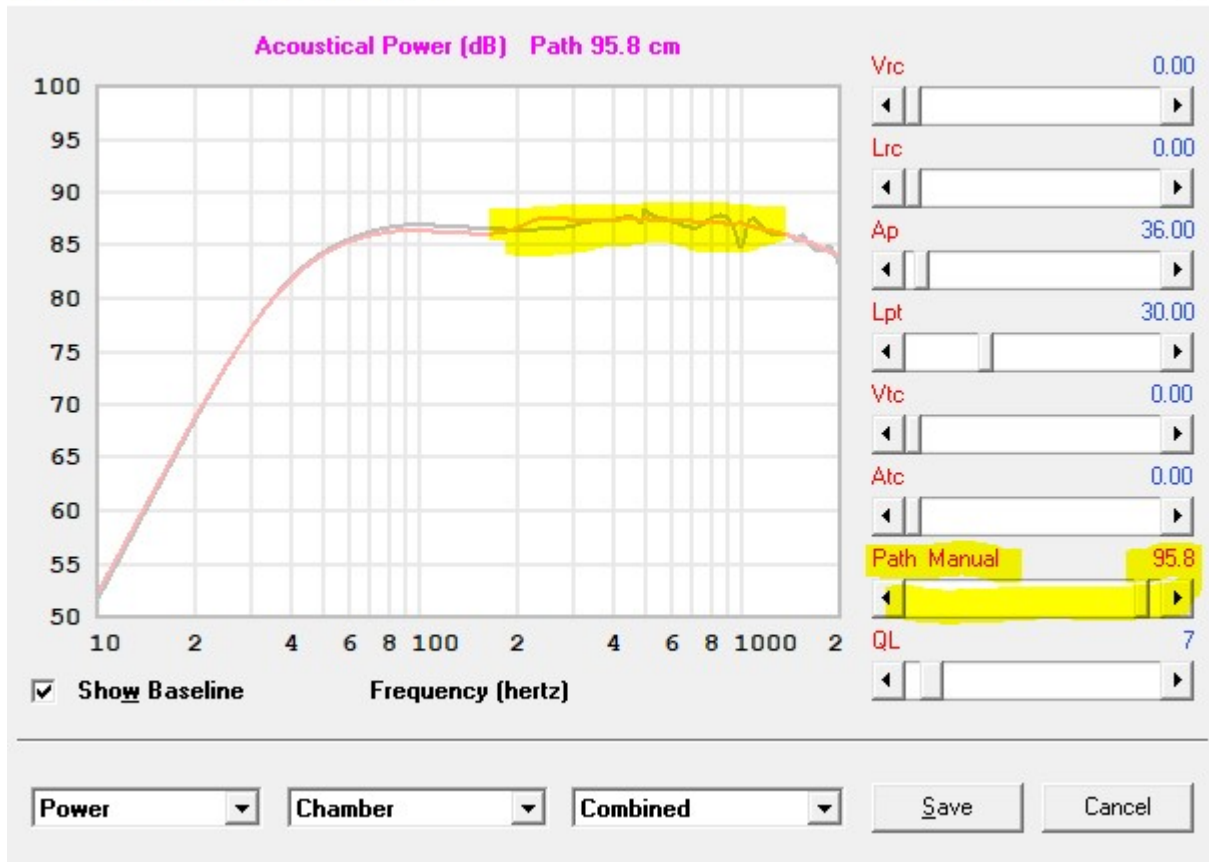 Acoustical Power (dB) Path 95.8 cm
100
95
90
85
80
75
70
65
60
55
50
10 2 4 6 8 100 2 4 6 8 1000 2
Show Baseline Frequency (hertz)
Vrc 0.00
Lrc 0.00
Ap 36.00
Lpt 30.00
Vtc 0.00
Atc 0.00
Path Manual 95.8
QL 7
Power Chamber Combined Save Cancel